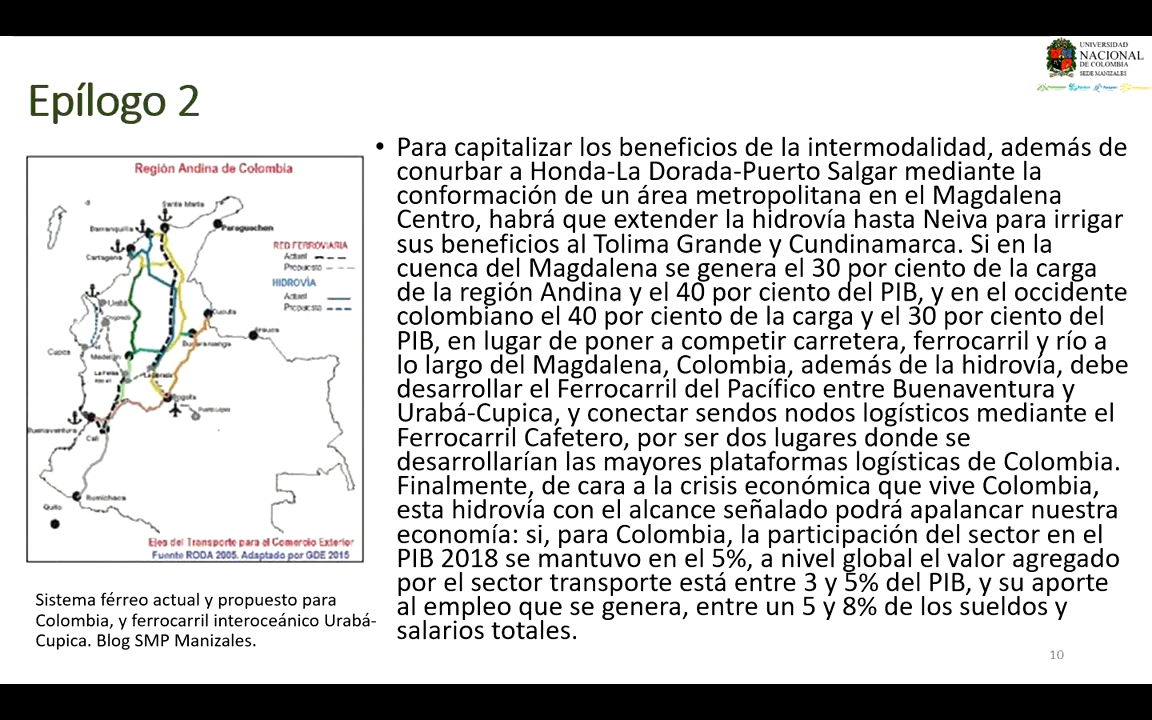 UNIVERSIDAD
NACIONAL
DE COLOMBIA
SEDE MANIZALES
Epílogo 2
Región Andina de Colombia
Santa Marta
Barranquilla
Paraguachon
Cartagena
RED FERROVIARIA
Actual
Propuesto
HIDROVÍA
Actual
Propuesto
Urabá
Cucuta
Arauca
Bucaramanga
Cupica
Medellín
Bogota
Puerto López
Buenaventura
Cali
Rumichaca
Quito
Ejes del Transporte para el Comercio Exterior
Fuente RODA 2005. Adaptado por GDE 2015
Sistema férreo actual y propuesto para
Colombia, y ferrocarril interoceánico Urabá-
Cupica. Blog SMP Manizales.
• Para capitalizar los beneficios de la intermodalidad, además de
conurbar a Honda-La Dorada-Puerto Salgar mediante la
conformación de un área metropolitana en el Magdalena
Centro, habrá que extender la hidrovía hasta Neiva para irrigar
sus beneficios al Tolima Grande y Cundinamarca. Si en la
cuenca del Magdalena se genera el 30 por ciento de la carga
de la región Andina y el 40 por ciento del PIB, y en el occidente
colombiano el 40 por ciento de la carga y el 30 por ciento del
PIB, en lugar de poner a competir carretera, ferrocarril y río a
lo largo del Magdalena, Colombia, además de la hidrovía, debe
desarrollar el Ferrocarril del Pacífico entre Buenaventura y
Urabá-Cupica, y conectar sendos nodos logísticos mediante el
Ferrocarril Cafetero, por ser dos lugares donde se
desarrollarían las mayores plataformas logísticas de Colombia.
Finalmente, de cara a la crisis económica que vive Colombia,
esta hidrovía con el alcance señalado podrá apalancar nuestra
economía: si, para Colombia, la participación del sector en el
PIB 2018 se mantuvo en el 5%, a nivel global el valor agregado
por el sector transporte está entre 3 y 5% del PIB, y su aporte
al empleo que se genera, entre un 5 y 8% de los sueldos y
salarios totales.
10